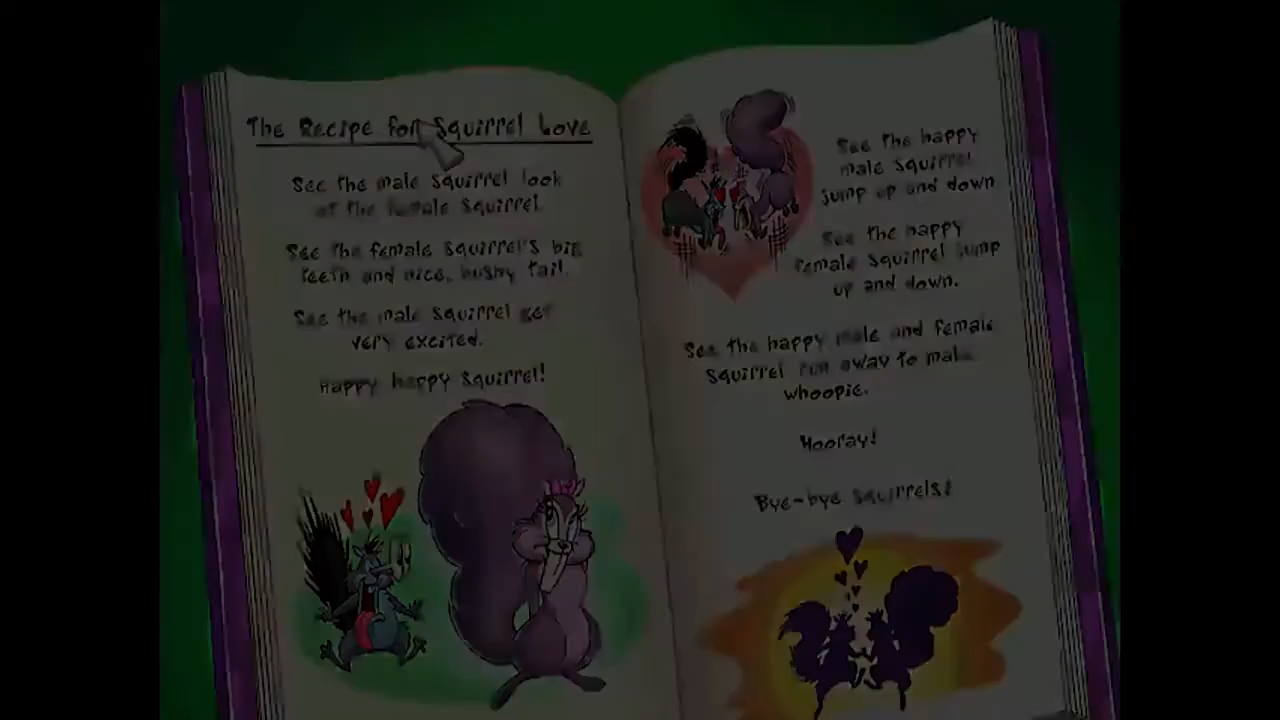 The Recipe for Squirrel Love
See the male squirrel look
at the female squirrel.
See the female squirrel's big
teeth and nice, bushy tail.
See the male squirrel get
very excited.
Happy happy squirrel!
See the happy
male squirrel
jump up and down.
See the happy
female squirrel jump
up and down.
See the happy male and female
squirrel run away to make
whoopie.
Hooray!
Bye-bye squirrels!